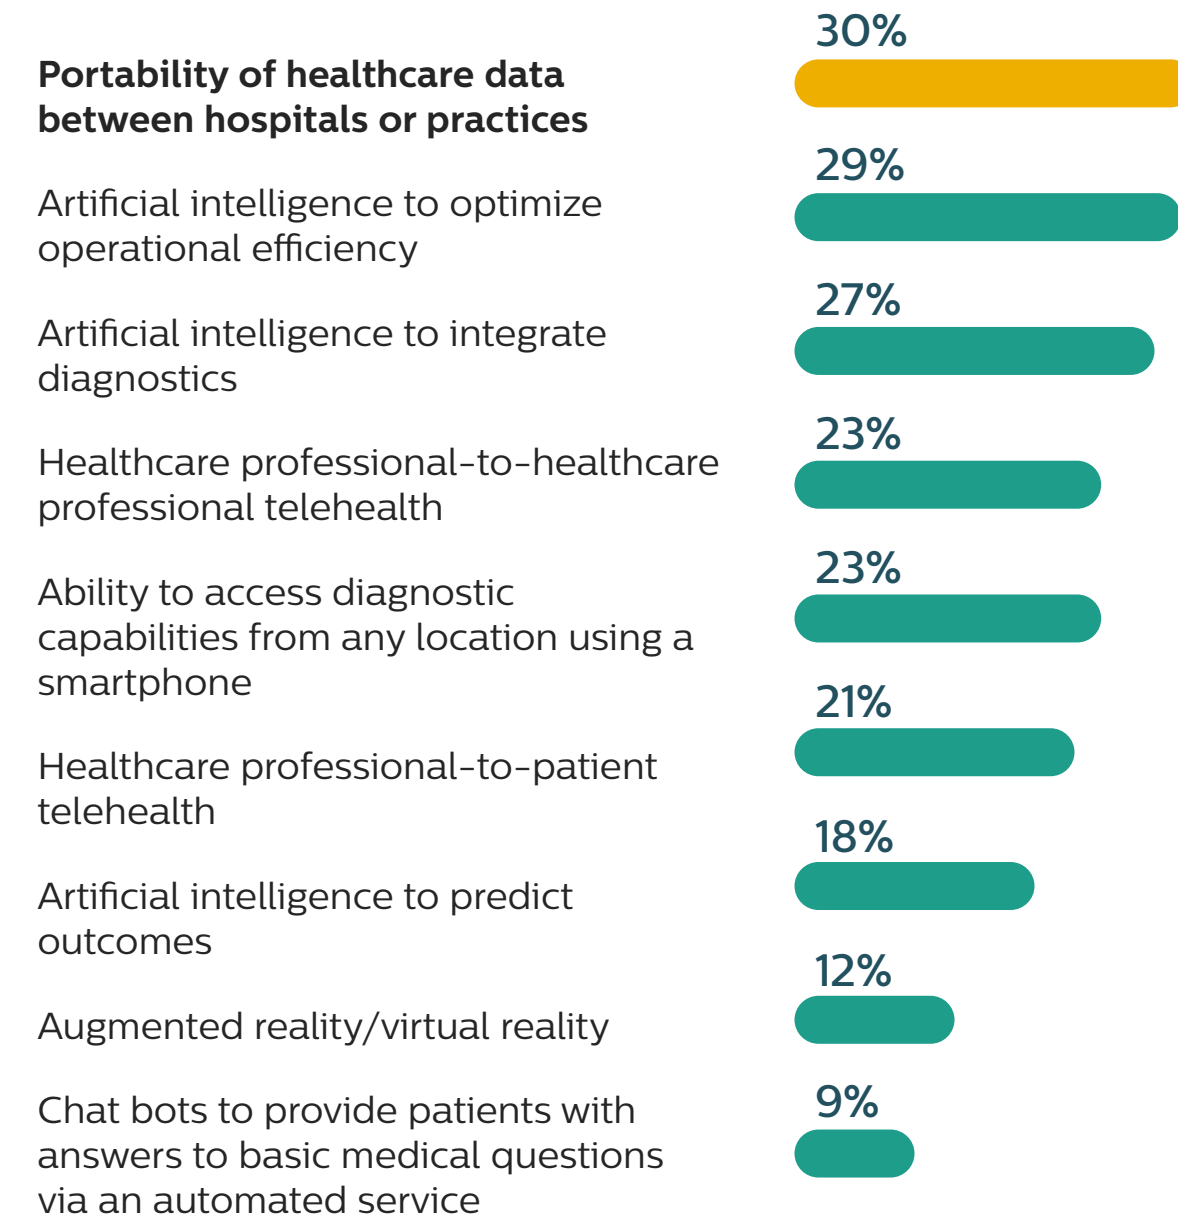 30%
Portability of healthcare data
between hospitals or practices
29%
Artificial intelligence to optimize
operational efficiency
27%
Artificial intelligence to integrate
diagnostics
23%
Healthcare professional-to-healthcare
professional telehealth
23%
Ability to access diagnostic
capabilities from any location using a
smartphone
21%
Healthcare professional-to-patient
telehealth
18%
Artificial intelligence to predict
outcomes
12%
Augmented reality/virtual reality
9%
Chat bots to provide patients with
answers to basic medical questions
via an automated service